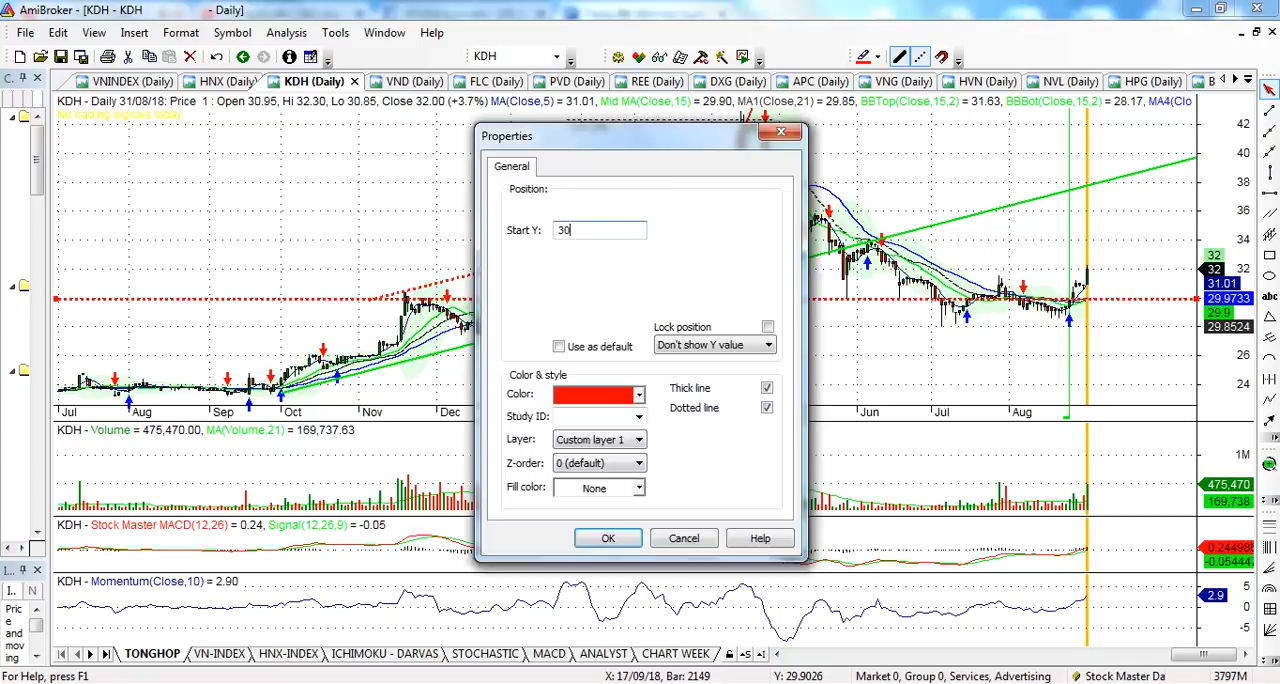 AmiBroker - [KDH - KDH - Daily]
File Edit View Insert Format Symbol Analysis Tools Window Help
KDH
C.
VNINDEX (Daily) HNX (Daily) KDH (Daily) VND (Daily) FLC (Daily) PVD (Daily) REE (Daily) DXG (Daily) APC (Daily) VNG (Daily) HVN (Daily) NVL (Daily) HPG (Daily) B
KDH - Daily 31/08/18: Price 1 : Open 30.95, Hi 32.30, Lo 30.85, Close 32.00 (+3.7%) MA(Close,5) = 31.01, Mid MA(Close,15) = 29.90, MA1(Close,21) = 29.85, BBTop(Close,15,2) = 31.63, BBBot(Close,15,2) = 28.17, MA4(Clo
No trading signals today
42
40
38
36
34
32
32
32
31.01
29.9733
29.9
29.8524
26
24
Properties
General
Position:
Start Y: 30
Lock position
Use as default Don't show Y value
Color & style
Color: Thick line
Dotted line
Study ID:
Layer: Custom layer 1
Z-order: 0 (default)
Fill color: None
OK Cancel Help
Jul Aug Sep Oct Nov Dec Jun Jul Aug
KDH - Volume = 475,470.00, MA(Volume,21) = 169,737.63
1M
475,470
169,738
KDH - Stock Master MACD(12,26) = 0.24, Signal(12,26,9) = -0.05
0.244986
-0.054447
KDH - Momentum(Close,10) = 2.90
5
2.9
0
-5
I..
I.. N
Pric
e
and
mov
ing
TONGHOP VN-INDEX HNX-INDEX ICHIMOKU - DARVAS STOCHASTIC MACD ANALYST CHART WEEK
For Help, press F1 X: 17/09/18, Bar: 2149 Y: 29.9026 Market 0, Group 0, Services, Advertising Stock Master Da 3797M
abc